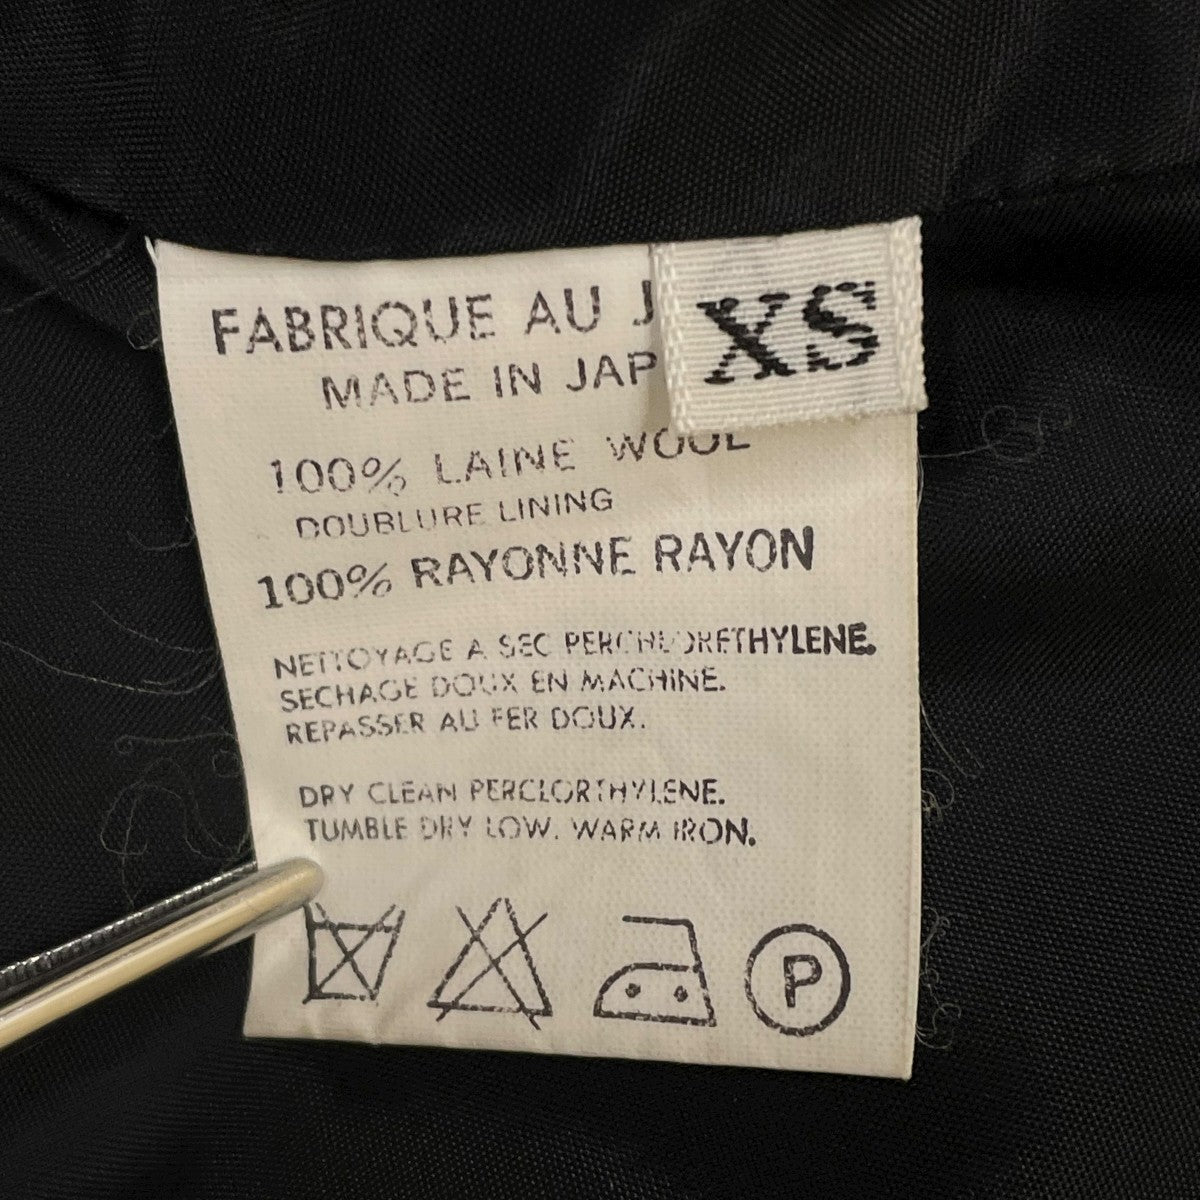 FABRIQUE AU J
XS
MADE IN JAP
100% LAINE WOOL
DOUBLURE LINING
100% RAYONNE RAYON
NETTOYAGE A SEC PERCHLORETHYLENE.
SECHAGE DOUX EN MACHINE.
REPASSER AU FER DOUX.
DRY CLEAN PERCLORTHYLENE.
TUMBLE DRY LOW. WARM IRON.
P